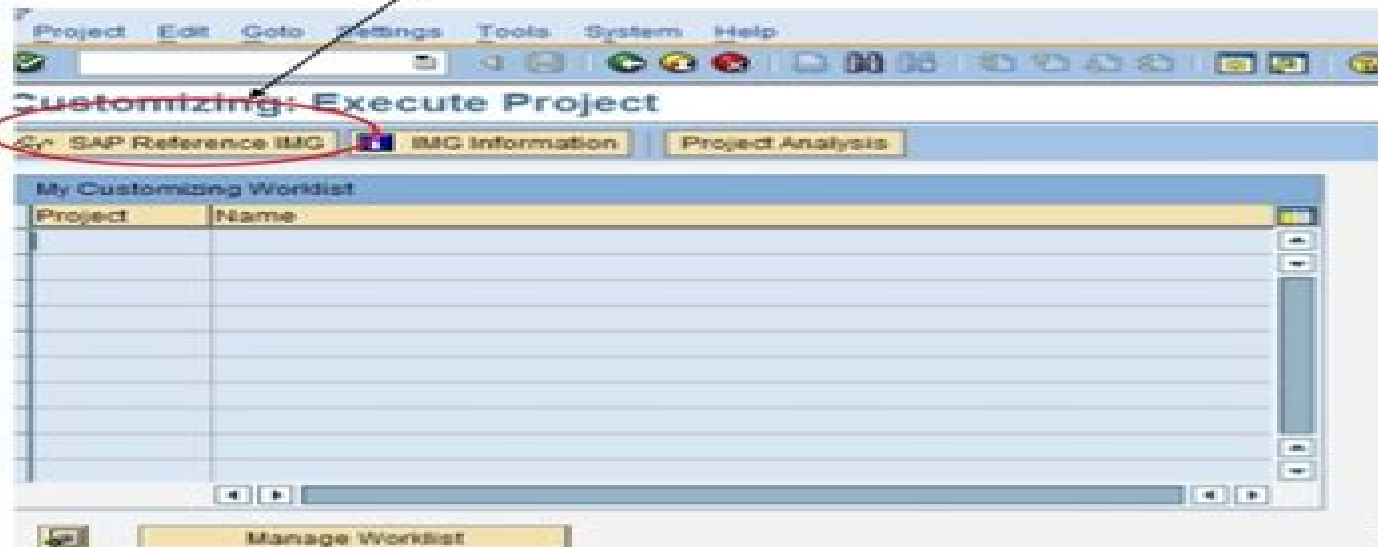 Project Edit Goto Settings Tools System Help
Customizing: Execute Project
SAP Reference IMG IMG Information Project Analysis
My Customizing Worklist
Project Name
Manage Worklist